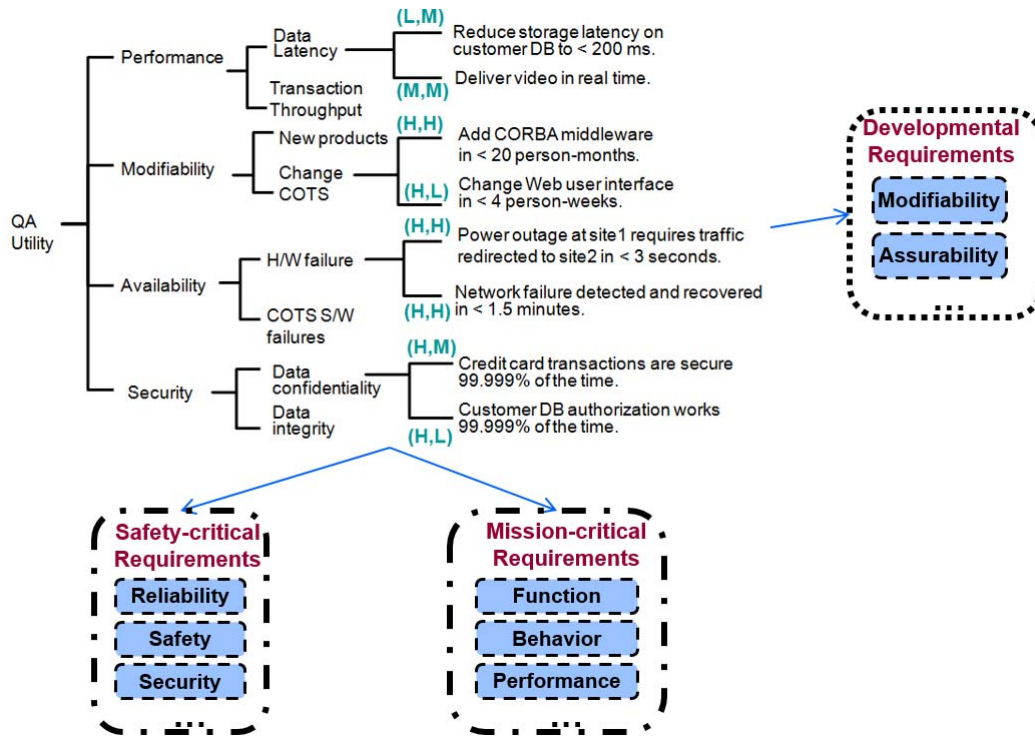 (L,M)
Data
Latency
Reduce storage latency on
customer DB to < 200 ms.
Performance
Deliver video in real time.
Transaction
Throughput
(M,M)
New products
(H,H)
Add CORBA middleware
in < 20 person-months.
Modifiability
Change
COTS
(H,L)
Change Web user interface
in < 4 person-weeks.
QA
Utility
(H,H)
Power outage at site1 requires traffic
redirected to site2 in < 3 seconds.
H/W failure
Availability
Network failure detected and recovered
in < 1.5 minutes.
COTS S/W
failures
(H,H)
(H,M)
Credit card transactions are secure
99.999% of the time.
Data
confidentiality
Security
Data
integrity
Customer DB authorization works
99.999% of the time.
(H,L)
Developmental
Requirements
Modifiability
Assurability
...
Safety-critical
Requirements
Reliability
Safety
Security
...
Mission-critical
Requirements
Function
Behavior
Performance
...